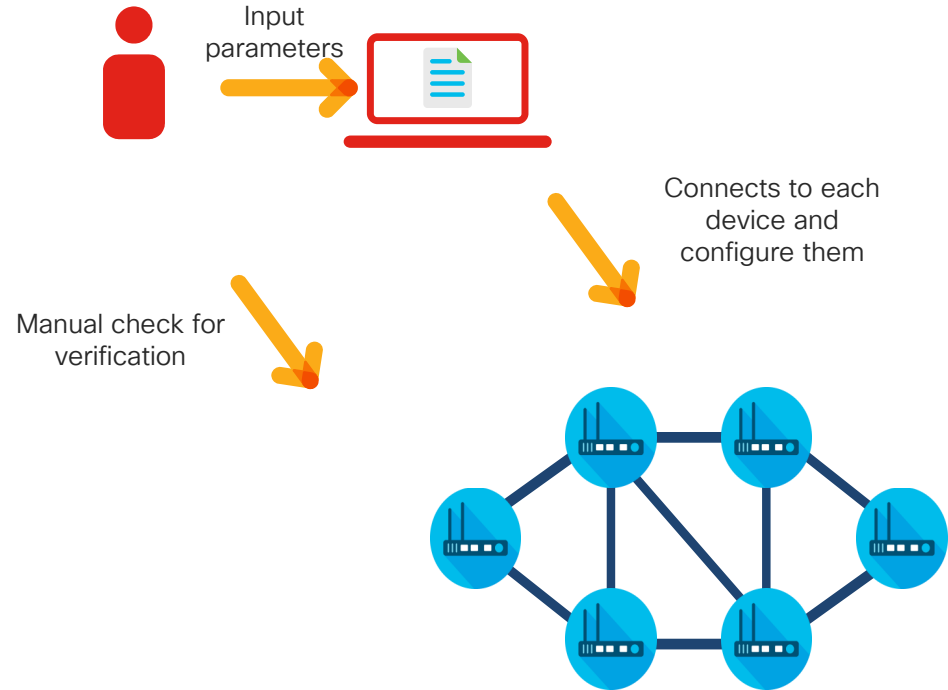 Input
parameters
Connects to each
device and
configure them
Manual check for
verification